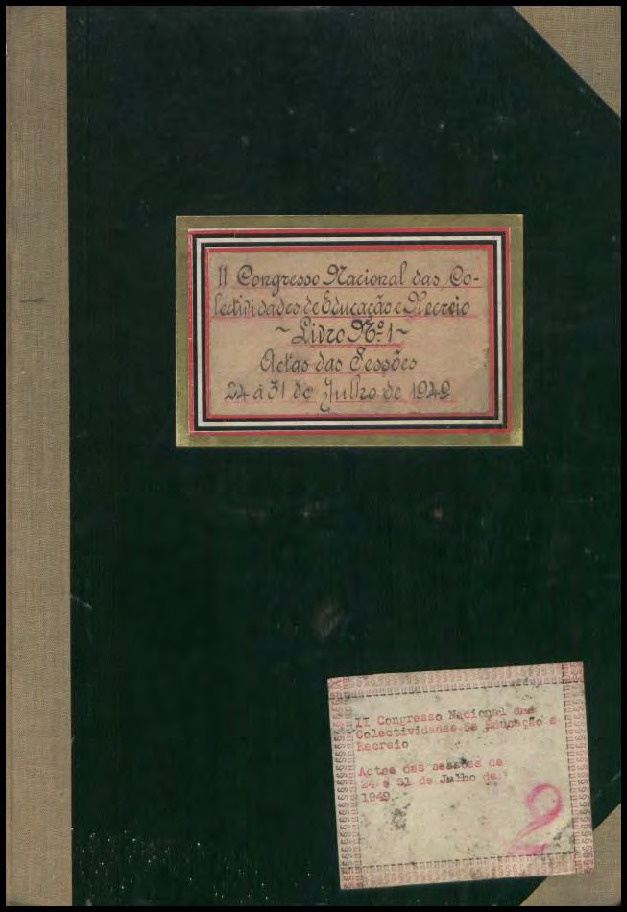 II Congresso Nacional das Co-
lectividades de Educação e Recreio
~ Livro Nº 1 ~
Actas das Sessões
24 á 31 de Julho de 1949
II Congresso Nacional das
Colectividades de Educação e
Recreio
Actas das sessões de
24 a 31 de Julho de
1949.
2